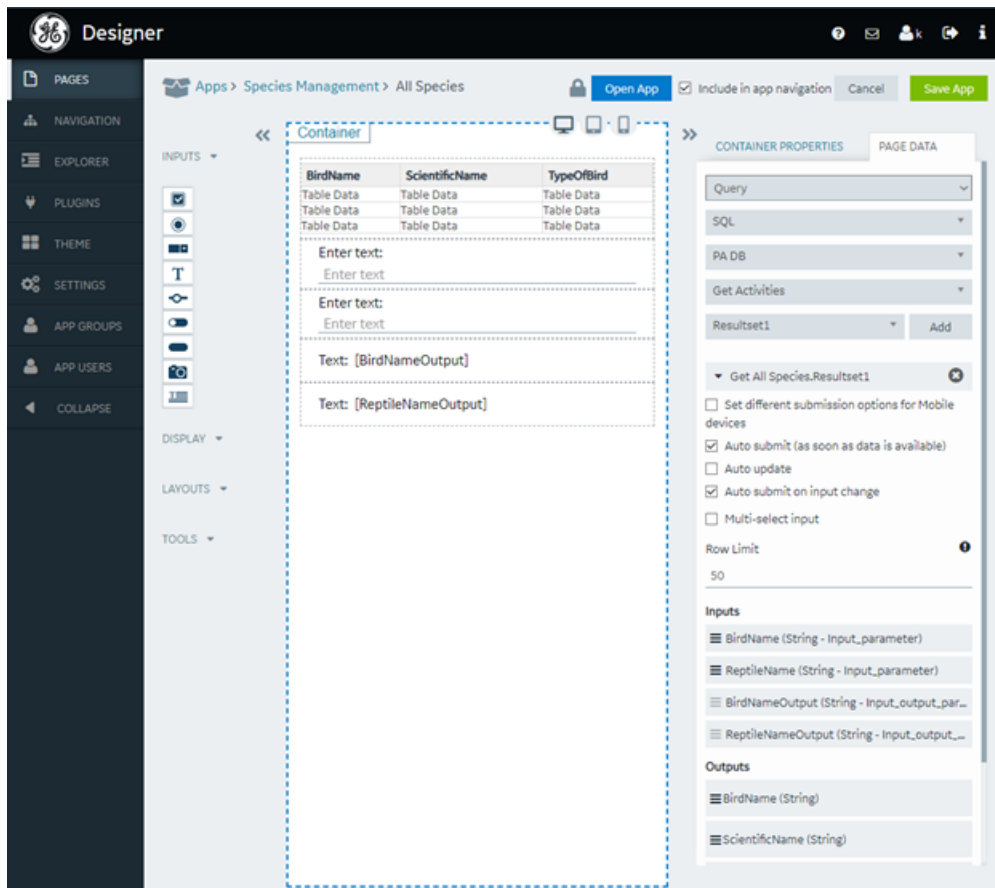 Designer
k
PAGES
NAVIGATION
EXPLORER
PLUGINS
THEME
SETTINGS
APP GROUPS
APP USERS
COLLAPSE
Apps > Species Management > All Species
Open App
Include in app navigation
Cancel
Save App
INPUTS
DISPLAY
LAYOUTS
TOOLS
Container
BirdName ScientificName TypeOfBird
Table Data Table Data Table Data
Table Data Table Data Table Data
Table Data Table Data Table Data
Enter text:
Enter text
Enter text:
Enter text
Text: [BirdNameOutput]
Text: [ReptileNameOutput]
CONTAINER PROPERTIES
PAGE DATA
Query
SQL
PA DB
Get Activities
Resultset1
Add
Get All Species.Resultset1
Set different submission options for Mobile
devices
Auto submit (as soon as data is available)
Auto update
Auto submit on input change
Multi-select input
Row Limit
50
Inputs
BirdName (String - Input_parameter)
ReptileName (String - Input_parameter)
BirdNameOutput (String - Input_output_par...
ReptileNameOutput (String - Input_output_...
Outputs
BirdName (String)
ScientificName (String)